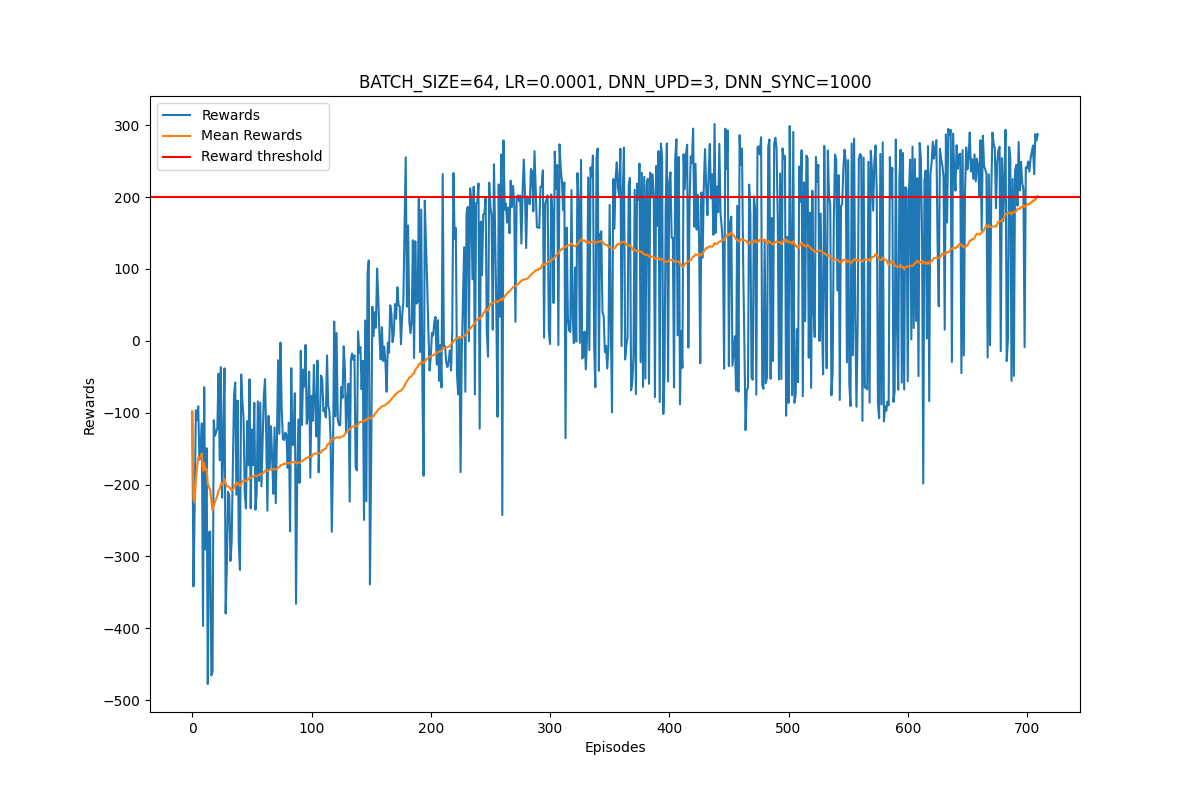 BATCH_SIZE=64, LR=0.0001, DNN_UPD=3, DNN_SYNC=1000
Rewards
Mean Rewards
Reward threshold
300
200
100
0
−100
−200
−300
−400
−500
Rewards
0 100 200 300 400 500 600 700
Episodes